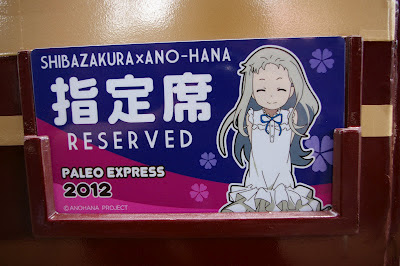 SHIBAZAKURA×ANO-HANA
指定席
RESERVED
PALEO EXPRESS
2012
©ANOHANA PROJECT